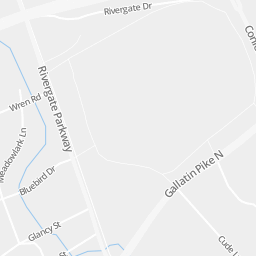 Rivergate Dr
Wren Rd
Rivergate Parkway
Meadowlark Ln
Bluebird Dr
Gallatin Pike N
Glancy St